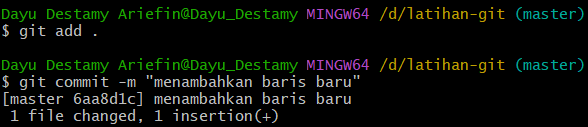 Dayu Destamy Ariefin@Dayu_Destamy MINGW64 /d/latihan-git (master)
$ git add .
Dayu Destamy Ariefin@Dayu_Destamy MINGW64 /d/latihan-git (master)
$ git commit -m "menambahkan baris baru"
[master 6aa8d1c] menambahkan baris baru
 1 file changed, 1 insertion(+)